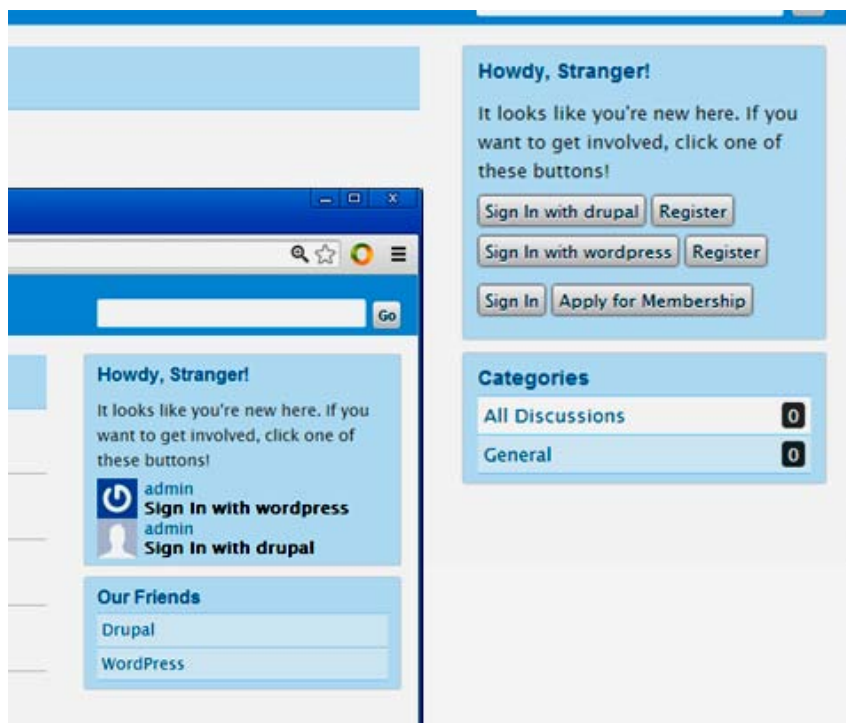 Howdy, Stranger!
It looks like you're new here. If you
want to get involved, click one of
these buttons!
Sign In with drupal Register
Sign In with wordpress Register
Sign In Apply for Membership
Categories
All Discussions 0
General 0
Go
Howdy, Stranger!
It looks like you're new here. If you
want to get involved, click one of
these buttons!
admin
Sign In with wordpress
admin
Sign In with drupal
Our Friends
Drupal
WordPress